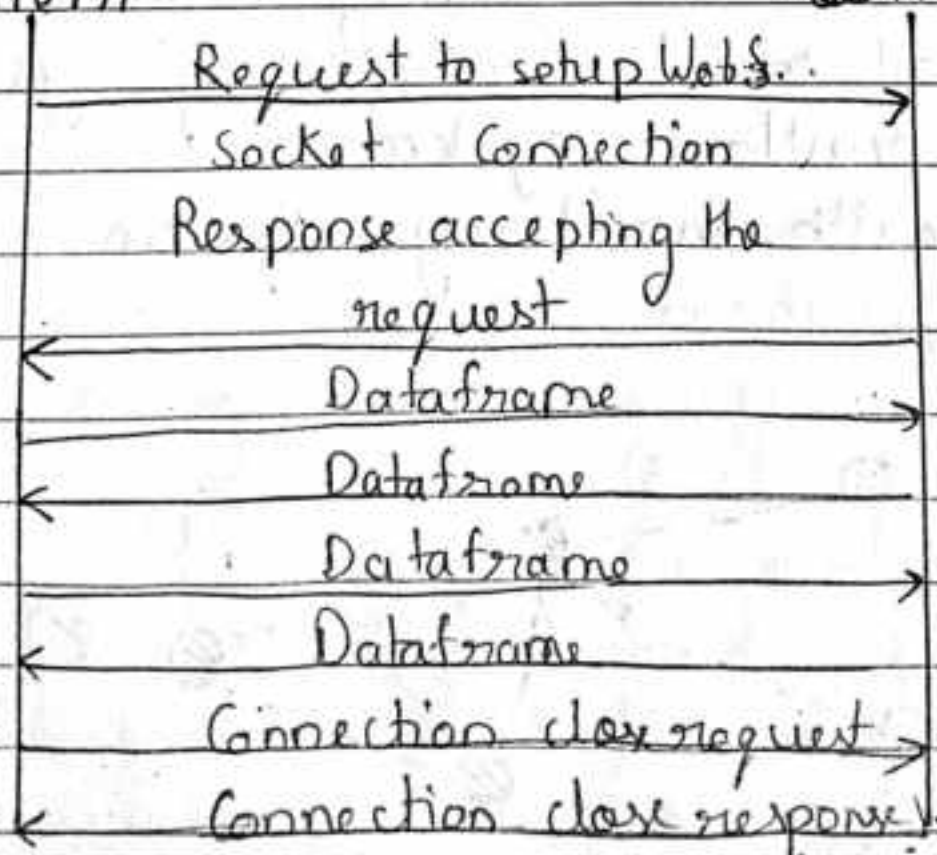 Request to setup Web
Socket Connection
Response accepting the
request
Dataframe
Dataframe
Dataframe
Dataframe
Connection close request
Connection close response